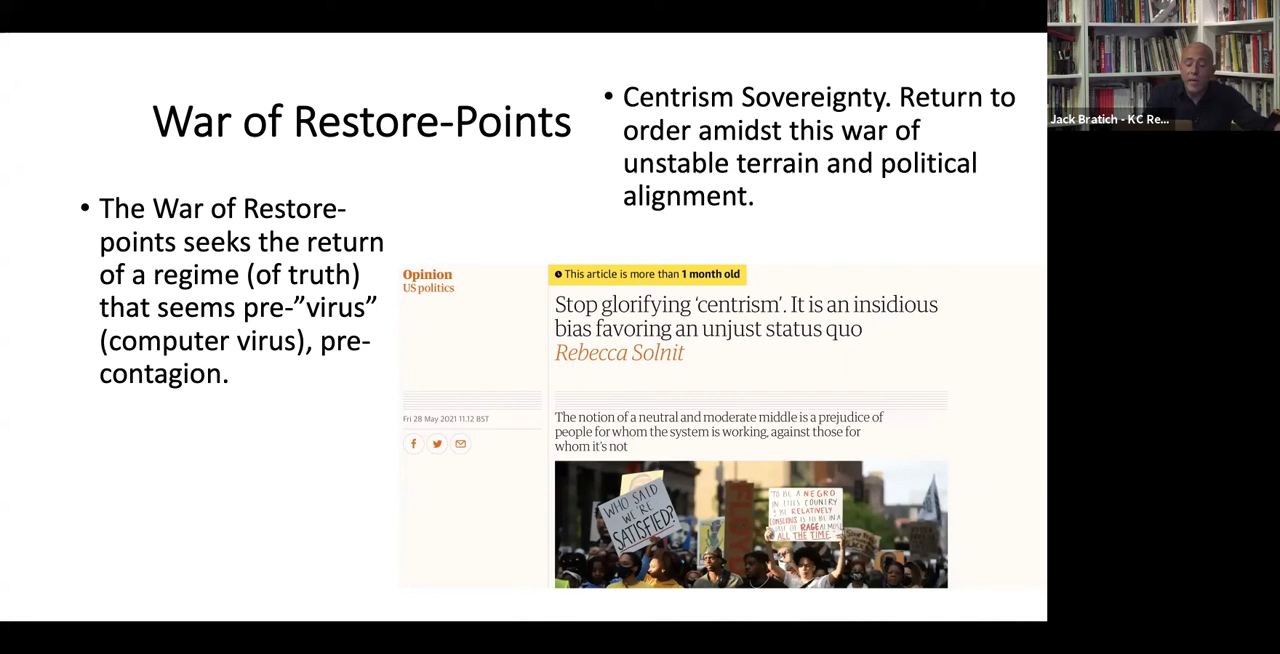 War of Restore-Points
• The War of Restore-
points seeks the return
of a regime (of truth)
that seems pre-”virus”
(computer virus), pre-
contagion.
• Centrism Sovereignty. Return to
order amidst this war of
unstable terrain and political
alignment.
Opinion
US politics
This article is more than 1 month old
Stop glorifying ‘centrism’. It is an insidious
bias favoring an unjust status quo
Rebecca Solnit
Fri 28 May 2021 11.12 BST
The notion of a neutral and moderate middle is a prejudice of
people for whom the system is working, against those for
whom it’s not
WHO SAID
WE'RE
SATISFIED?
FLOYD
TO BE A NEGRO
IN THIS COUNTRY
& BE RELATIVELY
CONSCIOUS IS TO BE IN A
RAGE ALMOST
ALL THE TIME
Jack Bratich - KC Re...